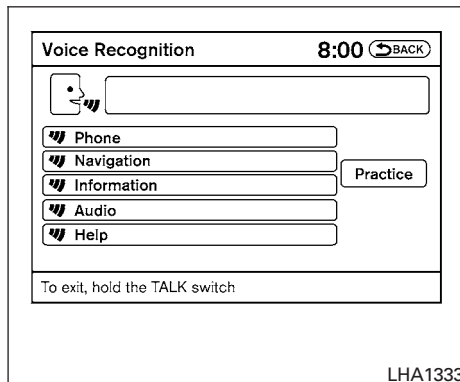 Voice Recognition 8:00 BACK
Phone
Navigation
Practice
Information
Audio
Help
To exit, hold the TALK switch
LHA1333